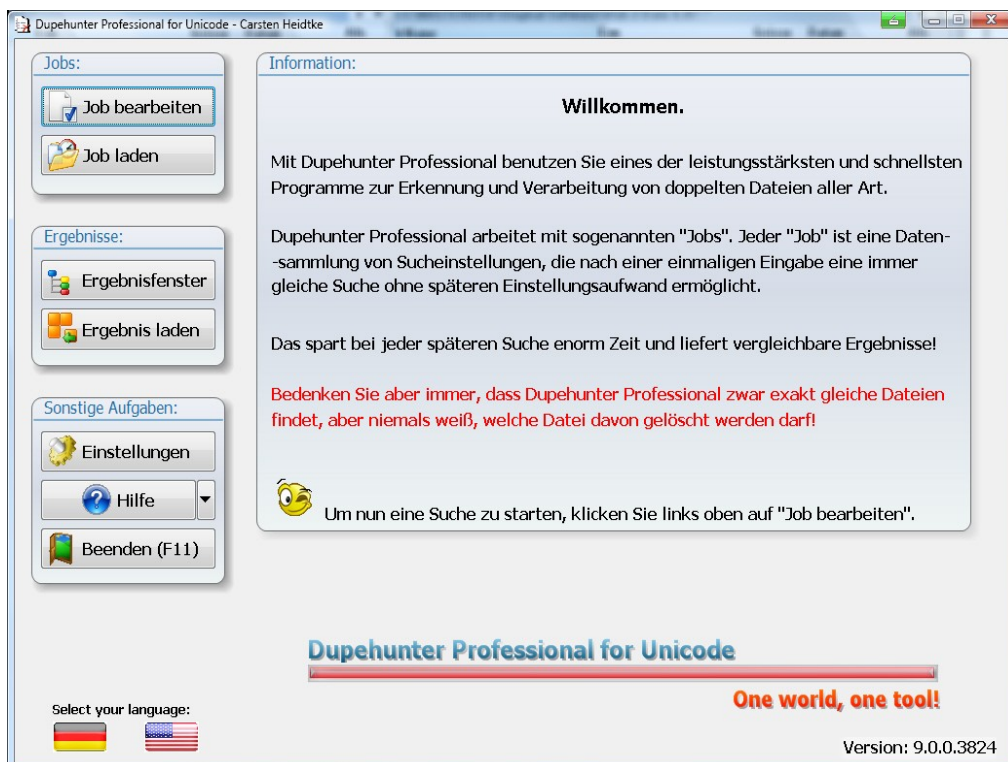 Dupehunter Professional for Unicode - Carsten Heidtke
Jobs:
Job bearbeiten
Job laden
Ergebnisse:
Ergebnisfenster
Ergebnis laden
Sonstige Aufgaben:
Einstellungen
Hilfe
Beenden (F11)
Information:
Willkommen.
Mit Dupehunter Professional benutzen Sie eines der leistungsstärksten und schnellsten
Programme zur Erkennung und Verarbeitung von doppelten Dateien aller Art.
Dupehunter Professional arbeitet mit sogenannten "Jobs". Jeder "Job" ist eine Daten-
-sammlung von Sucheinstellungen, die nach einer einmaligen Eingabe eine immer
gleiche Suche ohne späteren Einstellungsaufwand ermöglicht.
Das spart bei jeder späteren Suche enorm Zeit und liefert vergleichbare Ergebnisse!
Bedenken Sie aber immer, dass Dupehunter Professional zwar exakt gleiche Dateien
findet, aber niemals weiß, welche Datei davon gelöscht werden darf!
Um nun eine Suche zu starten, klicken Sie links oben auf "Job bearbeiten".
Dupehunter Professional for Unicode
One world, one tool!
Select your language:
Version: 9.0.0.3824